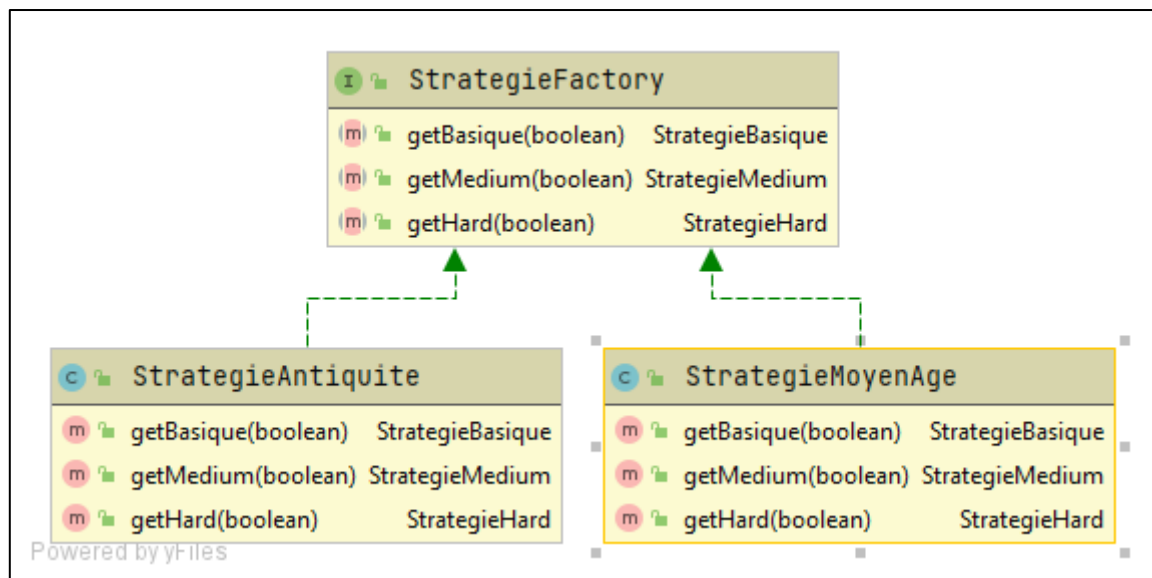 StrategieFactory
getBasique(boolean) StrategieBasique
getMedium(boolean) StrategieMedium
getHard(boolean) StrategieHard
StrategieAntiquite
getBasique(boolean) StrategieBasique
getMedium(boolean) StrategieMedium
getHard(boolean) StrategieHard
StrategieMoyenAge
getBasique(boolean) StrategieBasique
getMedium(boolean) StrategieMedium
getHard(boolean) StrategieHard
Powered by yFiles